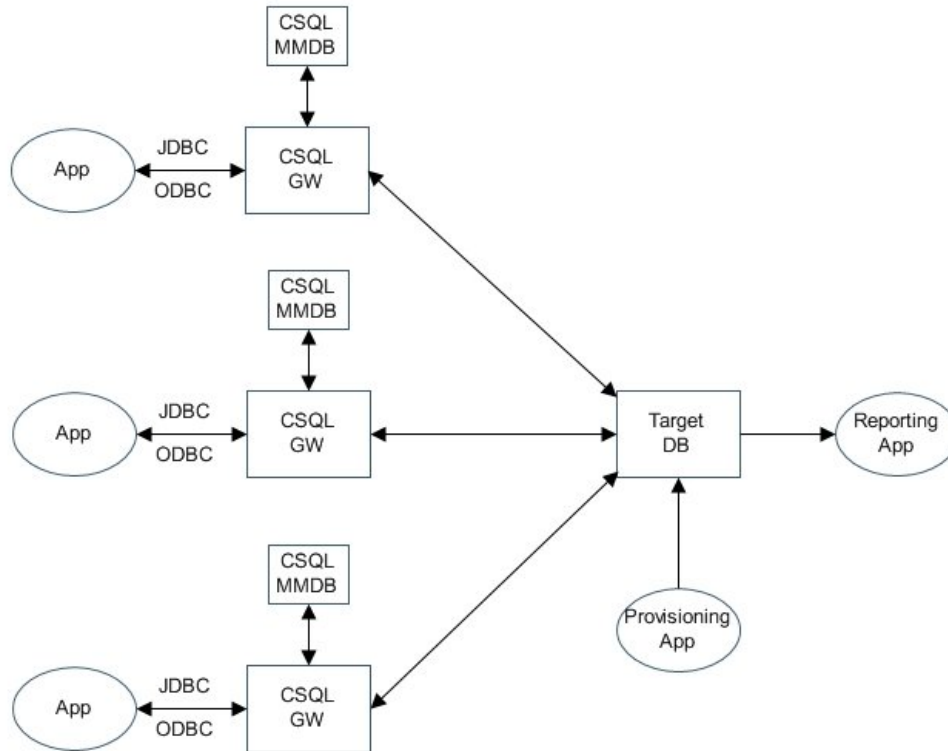 CSQL
MMDB
JDBC
App
ODBC
CSQL
GW
CSQL
MMDB
JDBC
App
ODBC
CSQL
GW
Target
DB
Reporting
App
CSQL
MMDB
Provisioning
App
JDBC
App
ODBC
CSQL
GW